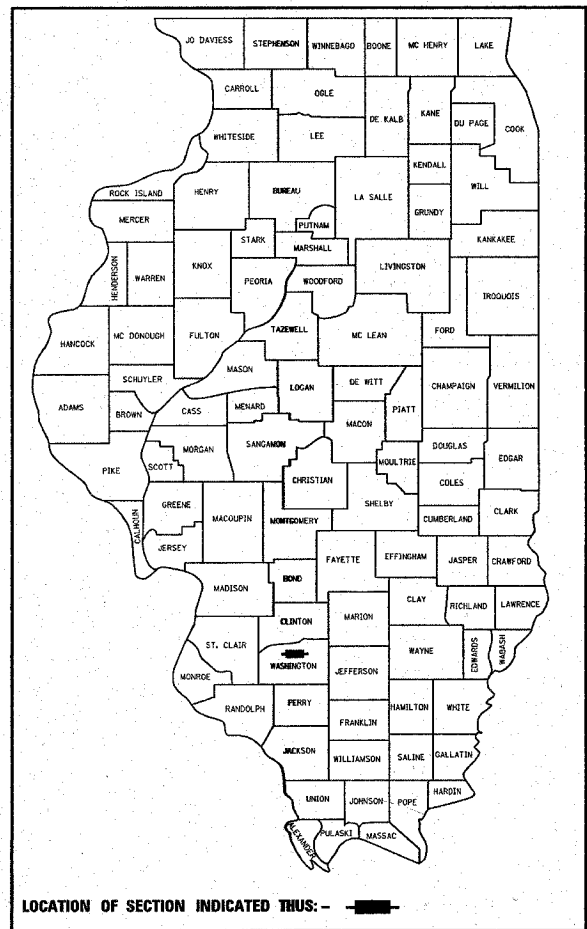 JO DAVIESS STEPHENSON WINNEBAGO BOONE MC HENRY LAKE
CARROLL OGLE DE KALB KANE DU PAGE COOK
WHITESIDE LEE
KENDALL WILL
ROCK ISLAND HENRY BUREAU LA SALLE GRUNDY
MERCER PUTNAM
STARK MARSHALL KANKAKEE
HENDERSON WARREN KNOX PEORIA WOODFORD LIVINGSTON IROQUOIS
HANCOCK MC DONOUGH FULTON TAZEWELL MC LEAN FORD
MASON
SCHUYLER LOGAN DE WITT CHAMPAIGN VERMILION
ADAMS BROWN CASS MENARD MACON PIATT
SANGAMON DOUGLAS EDGAR
PIKE SCOTT MORGAN CHRISTIAN MOULTRIE COLES
GREENE MACOUPIN SHELBY CLARK
CALHOUN MONTGOMERY CUMBERLAND
JERSEY FAYETTE EFFINGHAM JASPER CRAWFORD
MADISON BOND CLAY RICHLAND LAWRENCE
CLINTON MARION
ST. CLAIR WAYNE EDWARDS WABASH
WASHINGTON JEFFERSON
MONROE
RANDOLPH PERRY HAMILTON WHITE
FRANKLIN
JACKSON WILLIAMSON SALINE GALLATIN
UNION JOHNSON POPE HARDIN
ALEXANDER PULASKI MASSAC
LOCATION OF SECTION INDICATED THUS: -